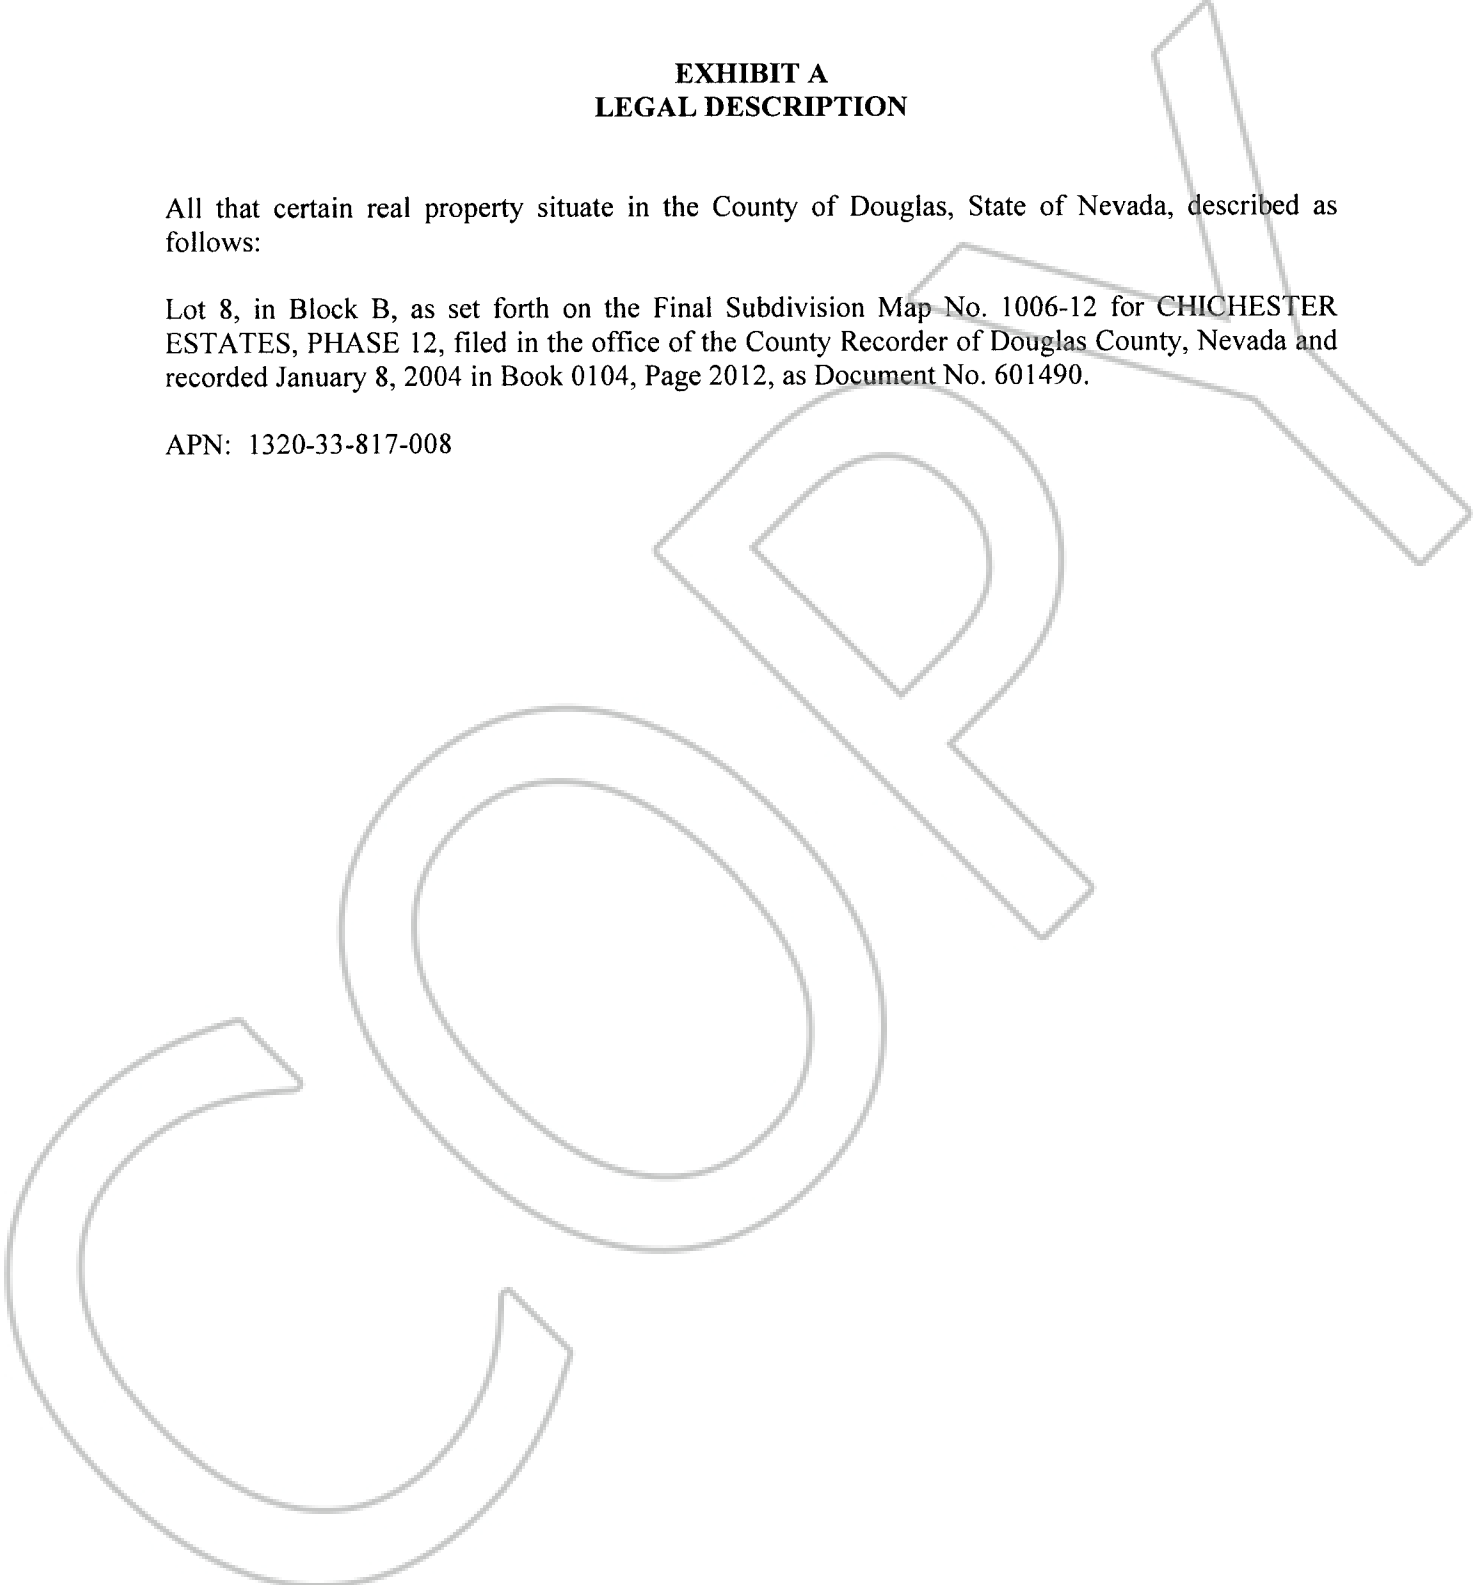 EXHIBIT A
LEGAL DESCRIPTION
All that certain real property situate in the County of Douglas, State of Nevada, described as
follows:
Lot 8, in Block B, as set forth on the Final Subdivision Map No. 1006-12 for CHICHESTER
ESTATES, PHASE 12, filed in the office of the County Recorder of Douglas County, Nevada and
recorded January 8, 2004 in Book 0104, Page 2012, as Document No. 601490.
APN: 1320-33-817-008
COPY